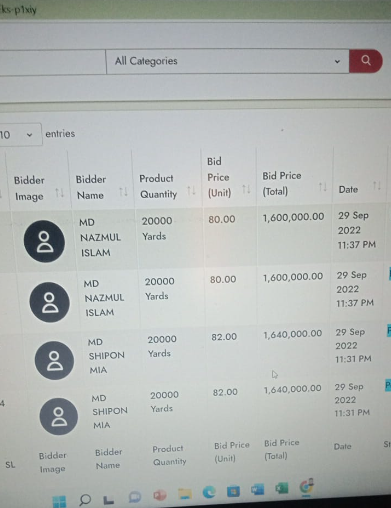 ks-p1xiy
All Categories
10 entries
Bidder Image Bidder Name Product Quantity Bid Price (Unit) Bid Price (Total) Date
MD NAZMUL ISLAM 20000 Yards 80.00 1,600,000.00 29 Sep 2022 11:37 PM
MD NAZMUL ISLAM 20000 Yards 80.00 1,600,000.00 29 Sep 2022 11:37 PM
MD SHIPON MIA 20000 Yards 82.00 1,640,000.00 29 Sep 2022 11:31 PM
4 MD SHIPON MIA 20000 Yards 82.00 1,640,000.00 29 Sep 2022 11:31 PM
SL Bidder Image Bidder Name Product Quantity Bid Price (Unit) Bid Price (Total) Date